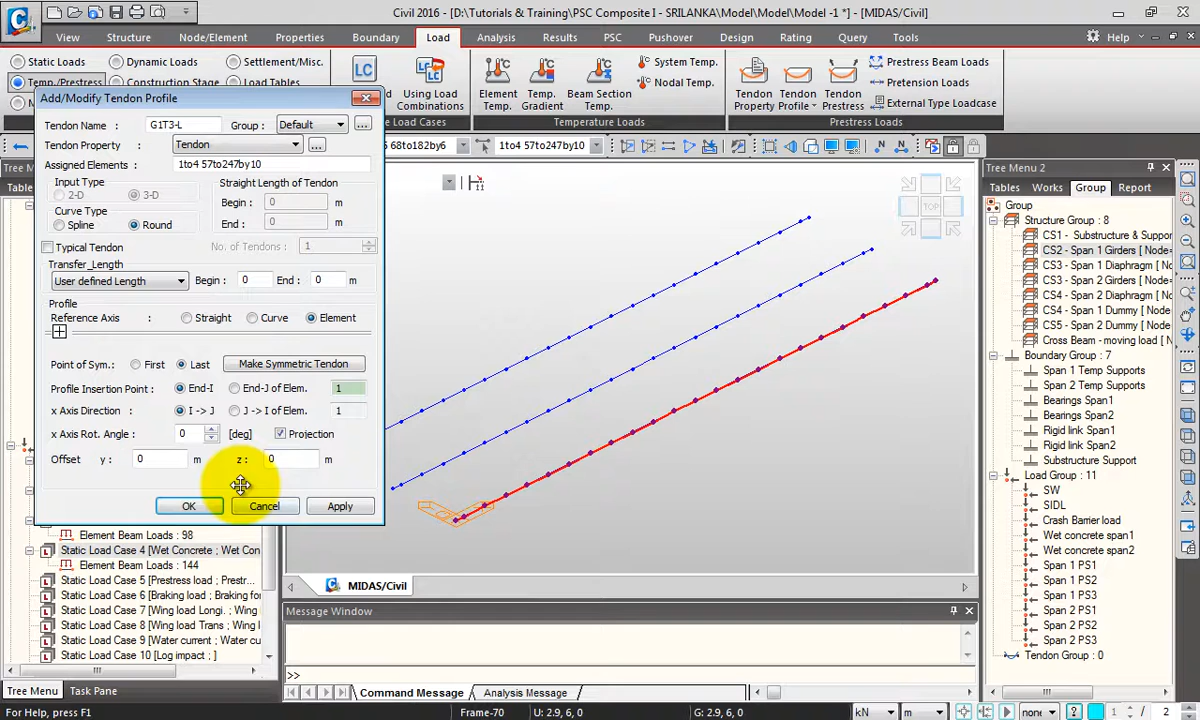 Civil 2016 - [D:\Tutorials & Training\PSC Composite I - SRILANKA\Model\Model\Model -1 *] - [MIDAS/Civil]
View Structure Node/Element Properties Boundary Load Analysis Results PSC Pushover Design Rating Query Tools Help
Static Loads Dynamic Loads Settlement/Misc.
Temp./Prestress Construction Stage Load Tables
LC
Using Load Combinations
Load Cases
Element Temp.
Temp. Gradient
Beam Section Temp.
System Temp.
Nodal Temp.
Temperature Loads
Tendon Property
Tendon Profile
Tendon Prestress
Prestress Beam Loads
Pretension Loads
External Type Loadcase
Prestress Loads
68to182by6 1to4 57to247by10
Add/Modify Tendon Profile
Tendon Name : G1T3-L Group : Default ...
Tendon Property : Tendon ...
Assigned Elements : 1to4 57to247by10
Input Type
2-D 3-D
Straight Length of Tendon
Begin : 0 m
Curve Type
Spline Round
End : 0 m
Typical Tendon No. of Tendons : 1
Transfer_Length
User defined Length Begin : 0 End : 0 m
Profile
Reference Axis : Straight Curve Element
Point of Sym.: First Last Make Symmetric Tendon
Profile Insertion Point : End-I End-J of Elem. 1
x Axis Direction : I -> J J -> I of Elem. 1
x Axis Rot. Angle : 0 [deg] Projection
Offset y : 0 m z : 0 m
OK Cancel Apply
Element Beam Loads : 98
Static Load Case 4 [Wet Concrete ; Wet Con
Element Beam Loads : 144
Static Load Case 5 [Prestress load ; Prestr...
Static Load Case 6 [Braking load ; Braking fo
Static Load Case 7 [Wing load Longi. ; Wing l
Static Load Case 8 [Wing load Trans ; Wing l
Static Load Case 9 [Water current ; Water cu
Static Load Case 10 [Log impact ; ]
Tree Menu Task Pane
TOP
MIDAS/Civil
Message Window
>>
Command Message Analysis Message
Tree Menu 2
Tables Works Group Report
Group
Structure Group : 8
CS1 - Substructure & Suppor
CS2 - Span 1 Girders [ Node=
CS3 - Span 1 Diaphragm [ No
CS3 - Span 2 Girders [ Node=
CS4 - Span 2 Diaphragm [ No
CS4 - Span 1 Dummy [ Node=
CS5 - Span 2 Dummy [ Node=
Cross Beam - moving load [ N
Boundary Group : 7
Span 1 Temp Supports
Span 2 Temp Supports
Bearings Span1
Bearings Span2
Rigid link Span1
Rigid link Span2
Substructure Support
Load Group : 11
SW
SIDL
Crash Barrier load
Wet concrete span1
Wet concrete span2
Span 1 PS1
Span 1 PS2
Span 1 PS3
Span 2 PS1
Span 2 PS2
Span 2 PS3
Tendon Group : 0
For Help, press F1 Frame-70 U: 2.9, 6, 0 G: 2.9, 6, 0 kN m none ? 1 / 2